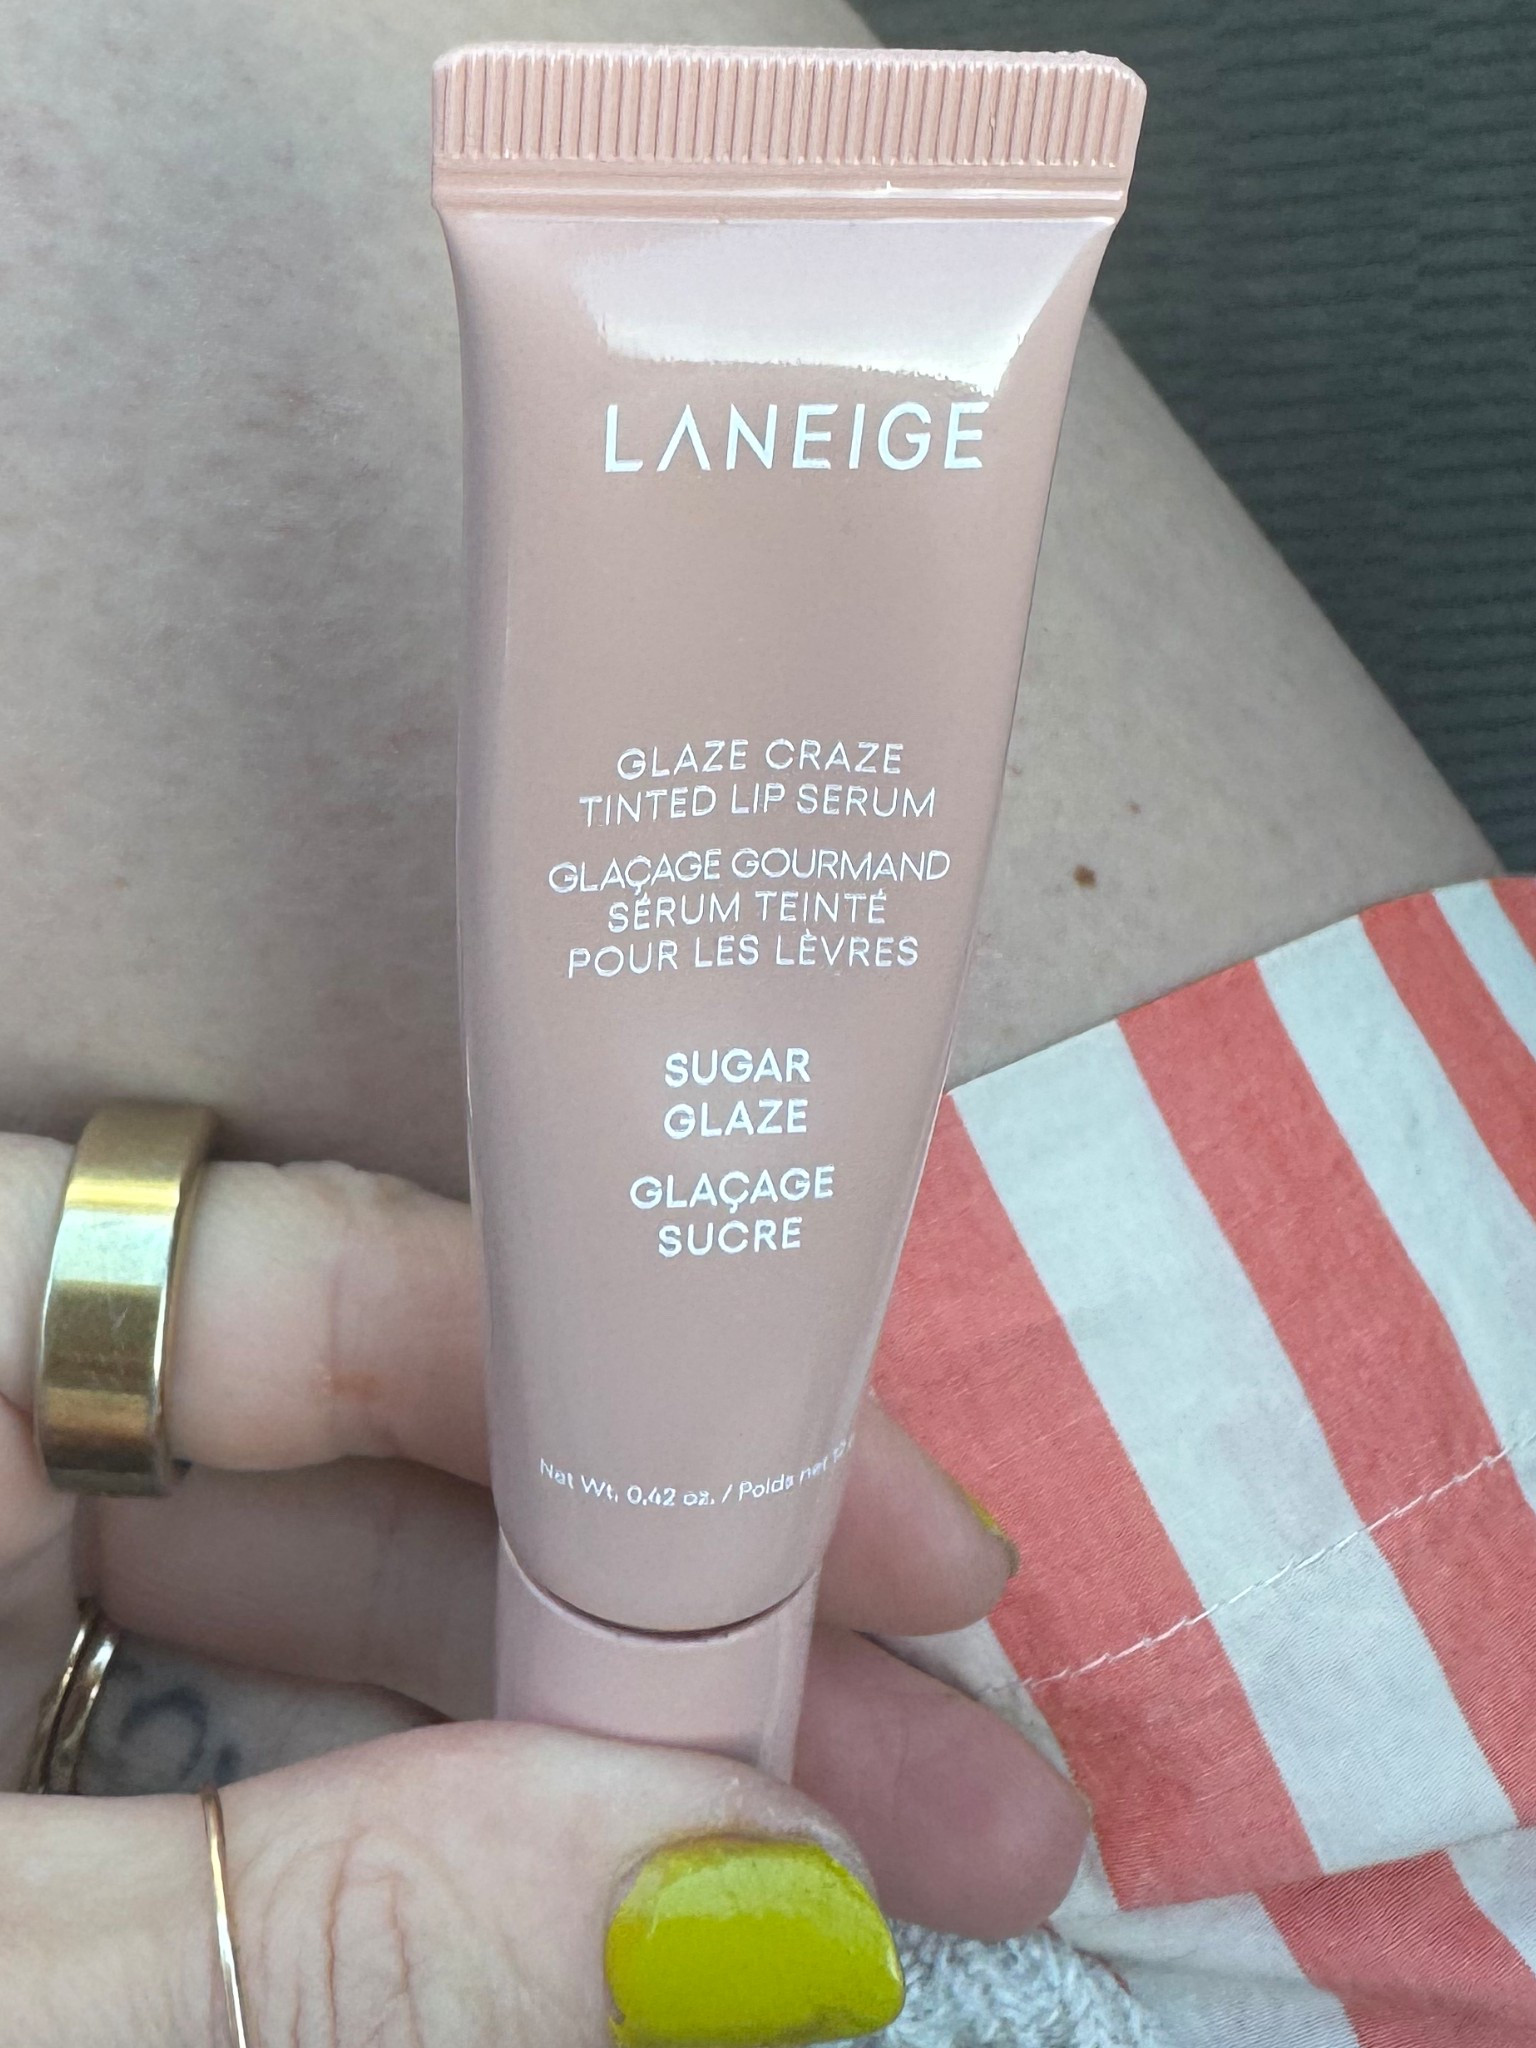 LANEIGE
GLAZE CRAZE
TINTED LIP SERUM
GLAÇAGE GOURMAND
SÉRUM TEINTÉ
POUR LES LÈVRES
SUGAR
GLAZE
GLAÇAGE
SUCRE
Net Wt. 0.42 oz. / Poids net